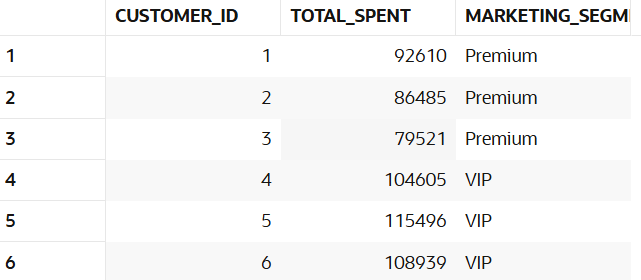 CUSTOMER_ID TOTAL_SPENT MARKETING_SEGM
1 1 92610 Premium
2 2 86485 Premium
3 3 79521 Premium
4 4 104605 VIP
5 5 115496 VIP
6 6 108939 VIP